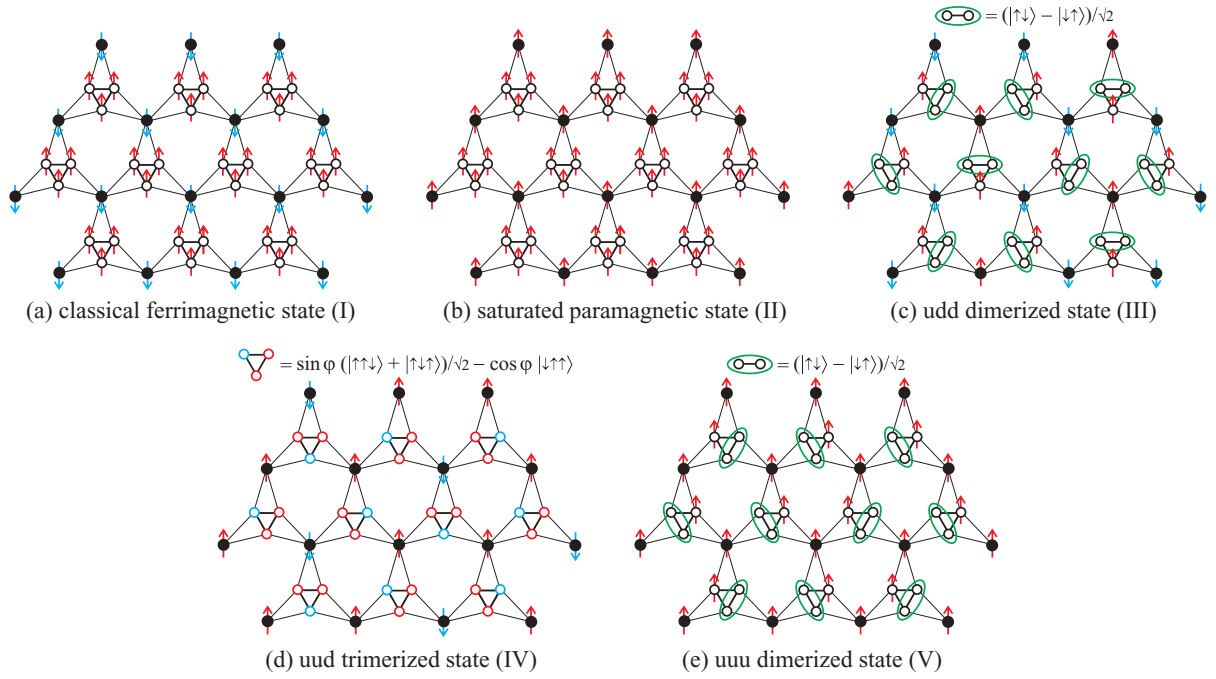 = (|↑↓⟩ − |↓↑⟩)/√2
(a) classical ferrimagnetic state (I)
(b) saturated paramagnetic state (II)
(c) udd dimerized state (III)
= sin φ (|↑↑↓⟩ + |↑↓↑⟩)/√2 − cos φ |↓↑↑⟩
= (|↑↓⟩ − |↓↑⟩)/√2
(d) uud trimerized state (IV)
(e) uuu dimerized state (V)